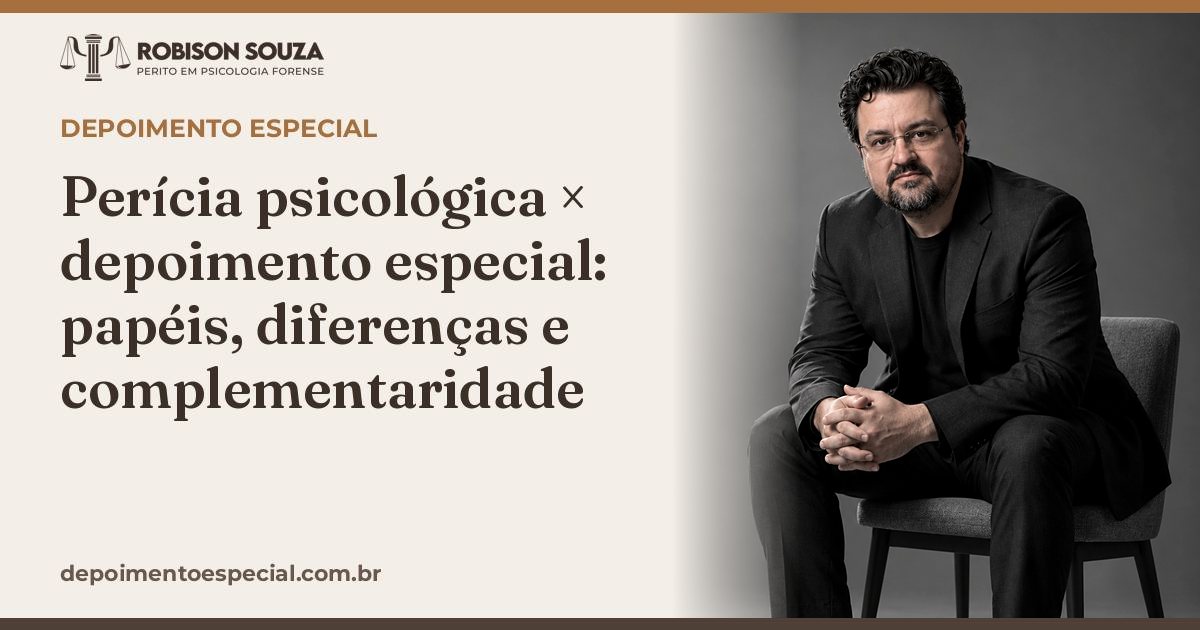 ROBISON SOUZA
PERITO EM PSICOLOGIA FORENSE
DEPOIMENTO ESPECIAL
Perícia psicológica ×
depoimento especial:
papéis, diferenças e
complementaridade
depoimentoespecial.com.br